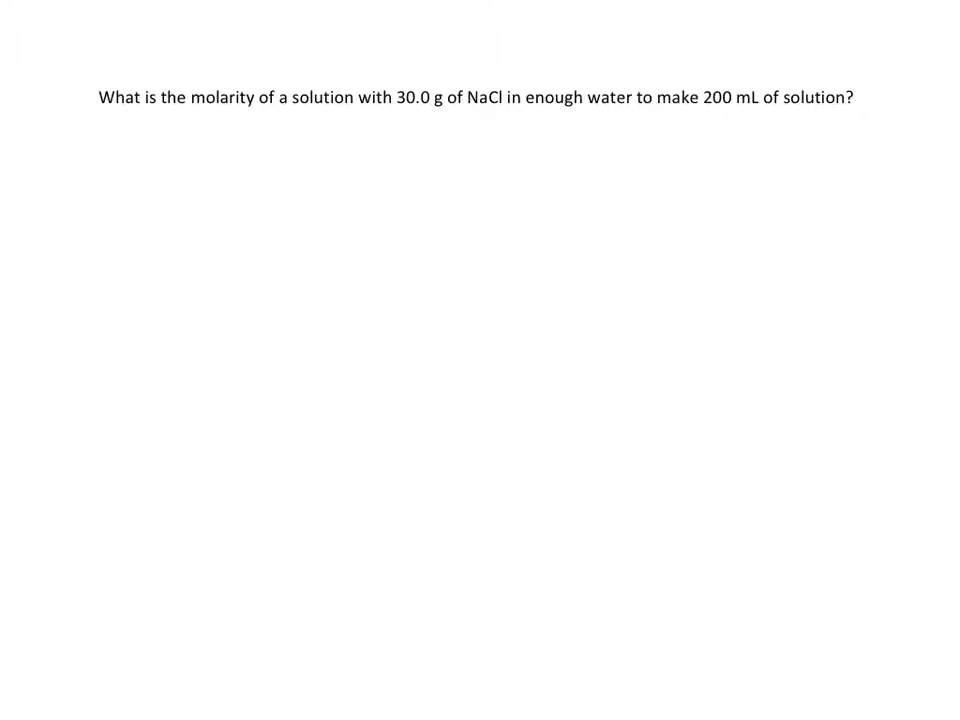 What is the molarity of a solution with 30.0 g of NaCl in enough water to make 200 mL of solution?